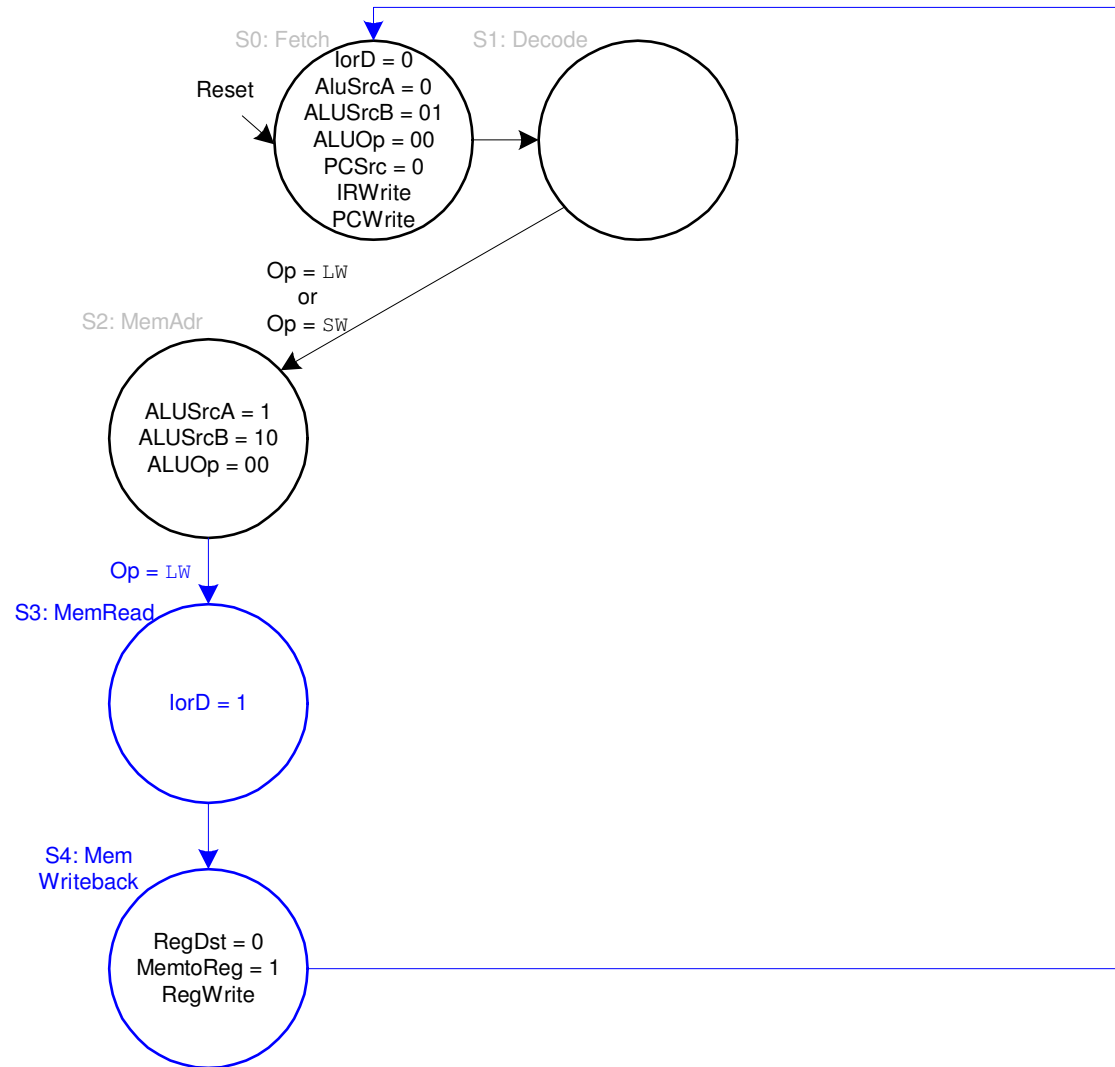 S0: Fetch
S1: Decode
Reset
IorD = 0
AluSrcA = 0
ALUSrcB = 01
ALUOp = 00
PCSrc = 0
IRWrite
PCWrite
Op = LW
or
Op = SW
S2: MemAdr
ALUSrcA = 1
ALUSrcB = 10
ALUOp = 00
Op = LW
S3: MemRead
IorD = 1
S4: Mem
Writeback
RegDst = 0
MemtoReg = 1
RegWrite